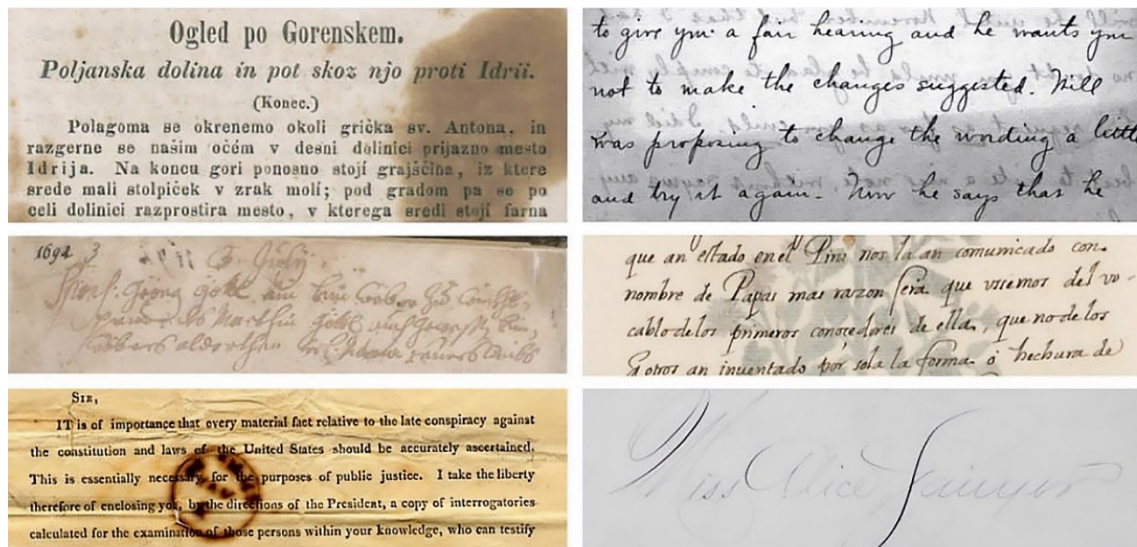 Ogled po Gorenskem.
Poljanska dolina in pot skoz njo proti Idrii.
(Konec.)
Polagoma se okrenemo okoli grička sv. Antona, in
razgerne se našim očém v desni dolinici prijazno mesto
Idrija. Na koncu gori ponosno stojí grajščina, iz ktere
srede mali stolpiček v zrak molí; pod gradom pa se po
celi dolinici razprostira mesto, v kterega sredi stojí farna
to give you a fair hearing and he wants you
not to make the changes suggested. Will
was proposing to change the wording a little
and try it again. Now he says that he
1694 3
3. July
que an estado en el Piru nos la an comunicado con
nombre de Papas mas razon sera que usemos del vo-
cablo de los primeros conocedores de ella, que no de los
otros an inventado por sola la forma o hechura de
SIR,
IT is of importance that every material fact relative to the late conspiracy against
the constitution and laws of the United States should be accurately ascertained.
This is essentially necessary for the purposes of public justice. I take the liberty
therefore of enclosing you, by the directions of the President, a copy of interrogatories
calculated for the examination of those persons within your knowledge, who can testify
Miss Alice Sawyer